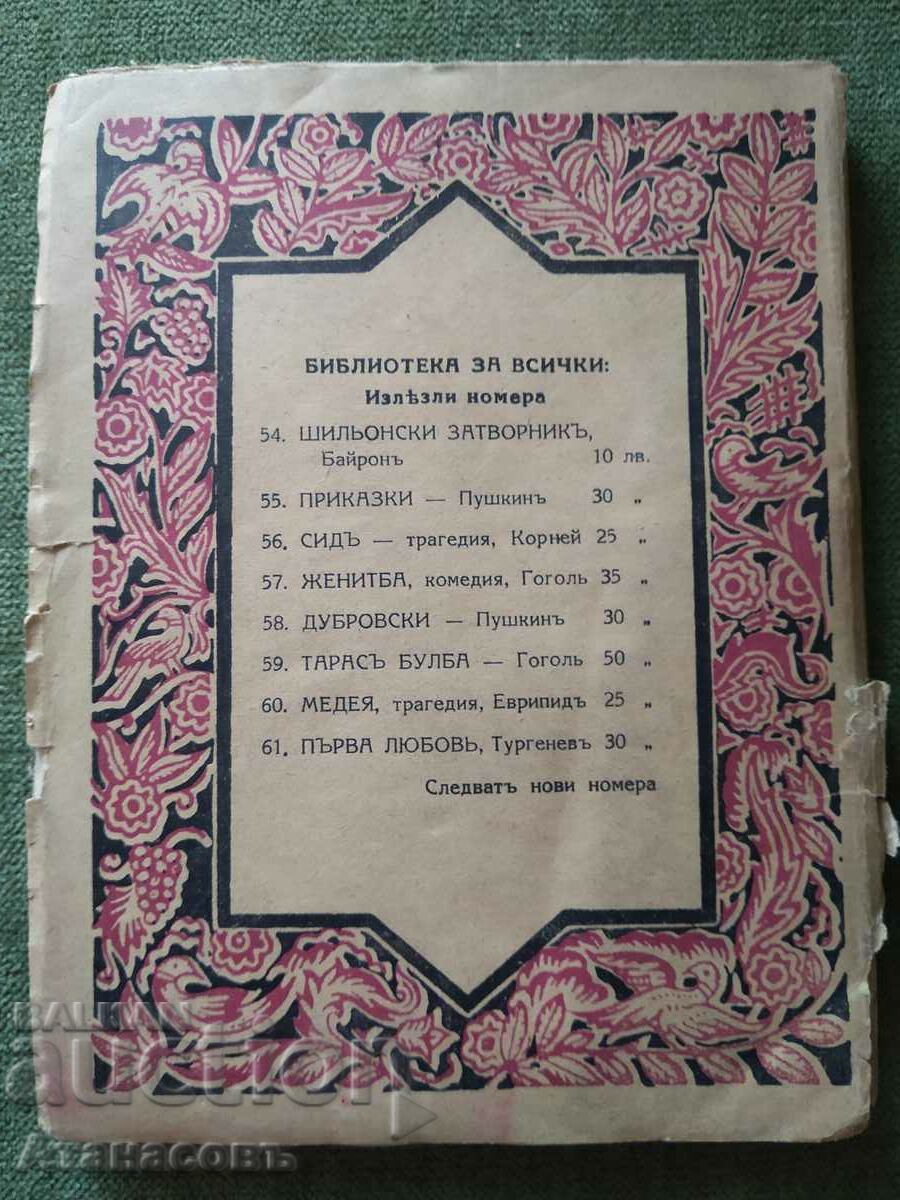 БИБЛИОТЕКА ЗА ВСИЧКИ:
Излѣзли номера
54. ШИЛЬОНСКИ ЗАТВОРНИКЪ,
Байронъ 10 лв.
55. ПРИКАЗКИ — Пушкинъ 30 „
56. СИДЪ — трагедия, Корней 25 „
57. ЖЕНИТБА, комедия, Гоголь 35 „
58. ДУБРОВСКИ — Пушкинъ 30 „
59. ТАРАСЪ БУЛБА — Гоголь 50 „
60. МЕДЕЯ, трагедия, Еврипидъ 25 „
61. ПЪРВА ЛЮБОВЬ, Тургеневъ 30 „
Следватъ нови номера
BALKAN
auction
Атанасовъ